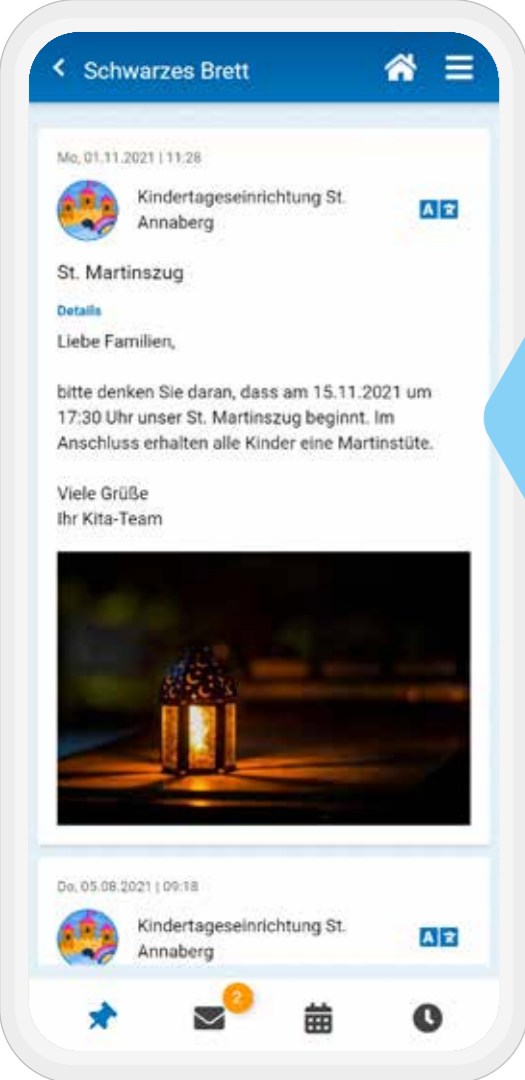 Schwarzes Brett
Mo, 01.11.2021 | 11:28
Kindertageseinrichtung St.
Annaberg
St. Martinszug
Details
Liebe Familien,
bitte denken Sie daran, dass am 15.11.2021 um
17:30 Uhr unser St. Martinszug beginnt. Im
Anschluss erhalten alle Kinder eine Martinstüte.
Viele Grüße
Ihr Kita-Team
Do, 05.08.2021 | 09:18
Kindertageseinrichtung St.
Annaberg
2